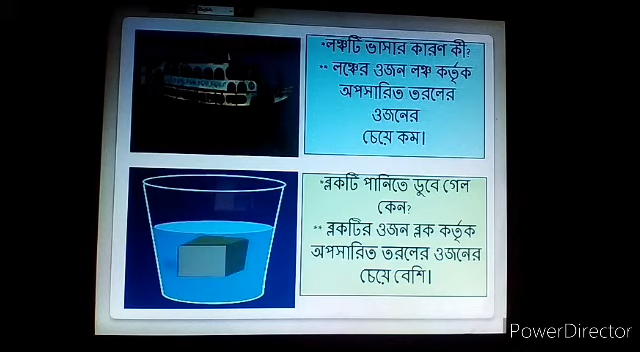 *লঞ্চটি ভাসার কারণ কী?
** লঞ্চের ওজন লঞ্চ কর্তৃক
অপসারিত তরলের
ওজনের
চেয়ে কম।
*ব্লকটি পানিতে ডুবে গেল
কেন?
** ব্লকটির ওজন ব্লক কর্তৃক
অপসারিত তরলের ওজনের
চেয়ে বেশি।
PowerDirector